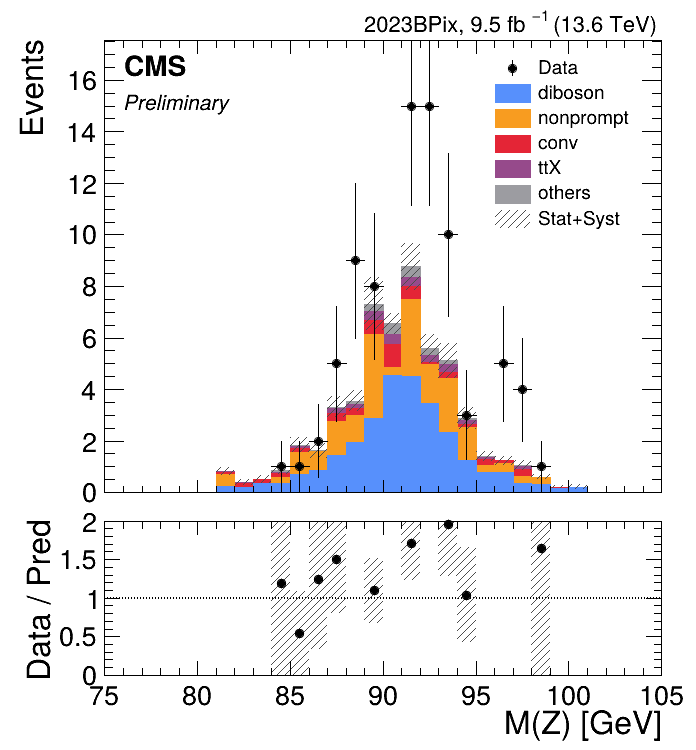 2023BPix, 9.5 fb⁻¹ (13.6 TeV)
CMS
Preliminary
Events
16
14
12
10
8
6
4
2
0
Data
diboson
nonprompt
conv
ttX
others
Stat+Syst
Data / Pred
2
1.5
1
0.5
0
75
80
85
90
95
100
105
M(Z) [GeV]